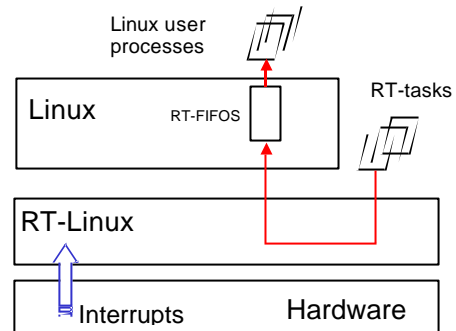 Linux user
processes
RT-tasks
Linux
RT-FIFOS
RT-Linux
Interrupts
Hardware